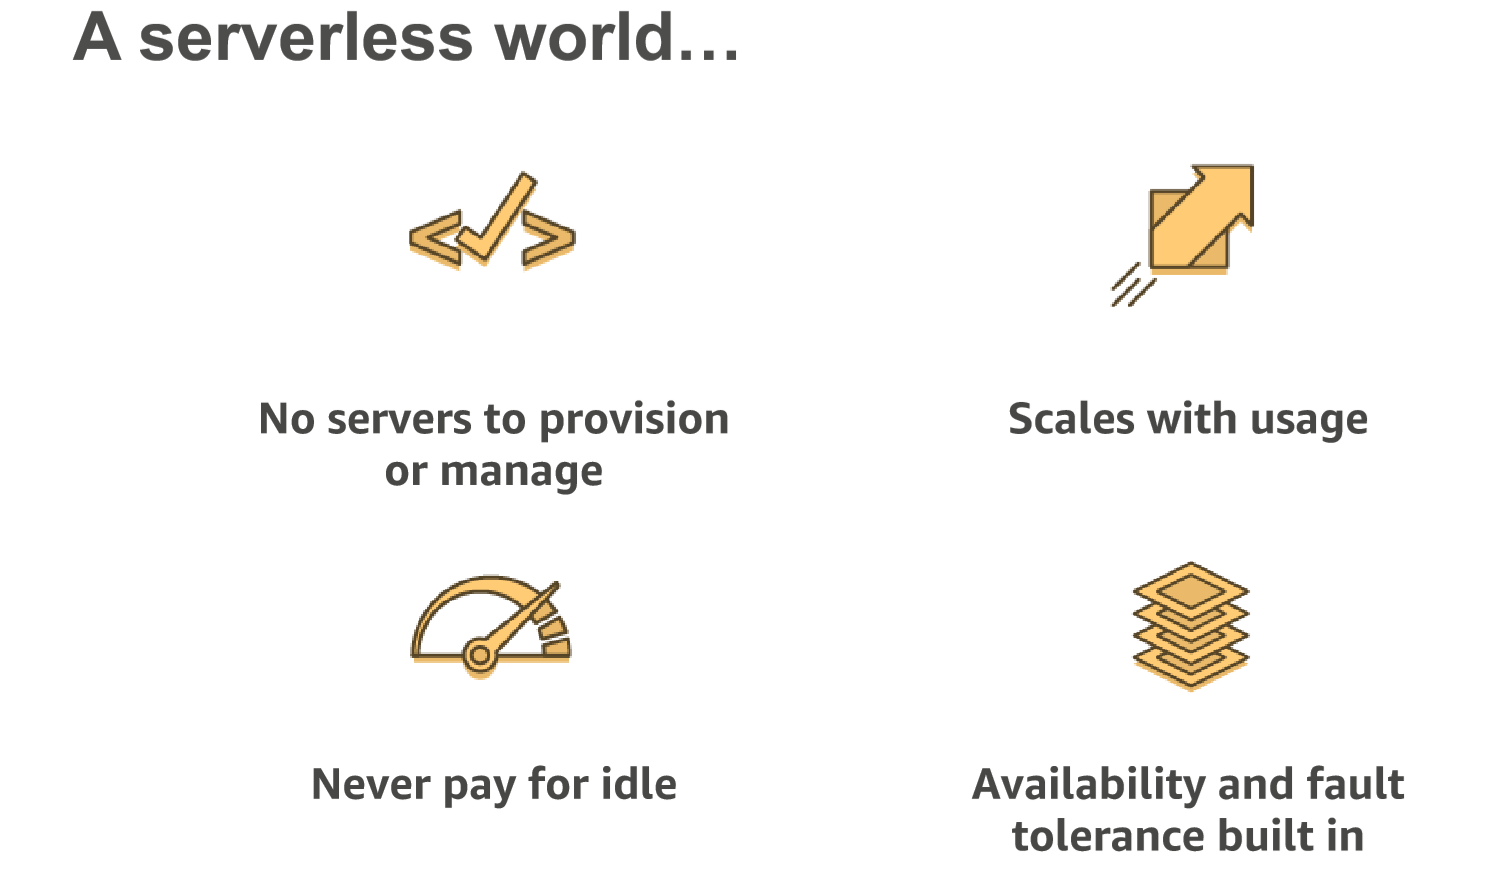 A serverless world…
No servers to provision
or manage
Scales with usage
Never pay for idle
Availability and fault
tolerance built in